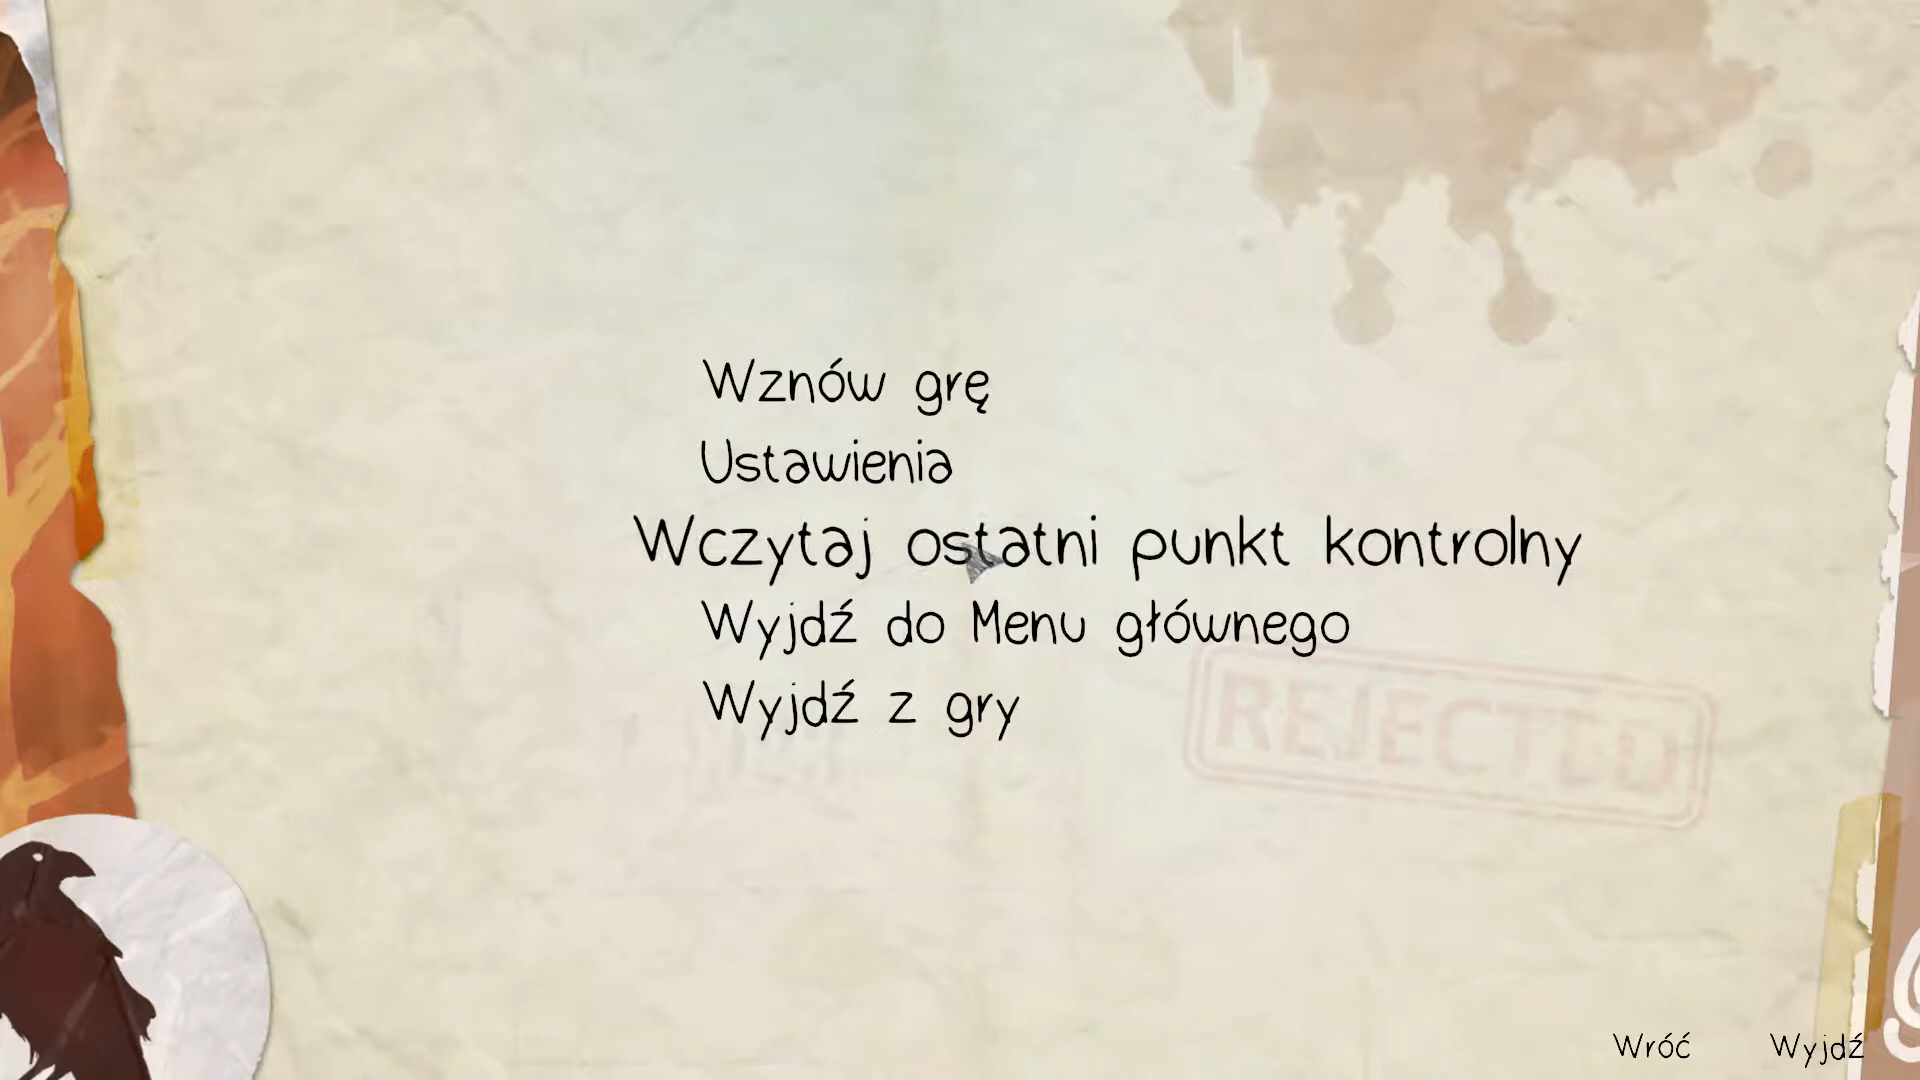 Wznów grę
Ustawienia
Wczytaj ostatni punkt kontrolny
Wyjdź do Menu głównego
Wyjdź z gry
REJECTED
Wróć
Wyjdź